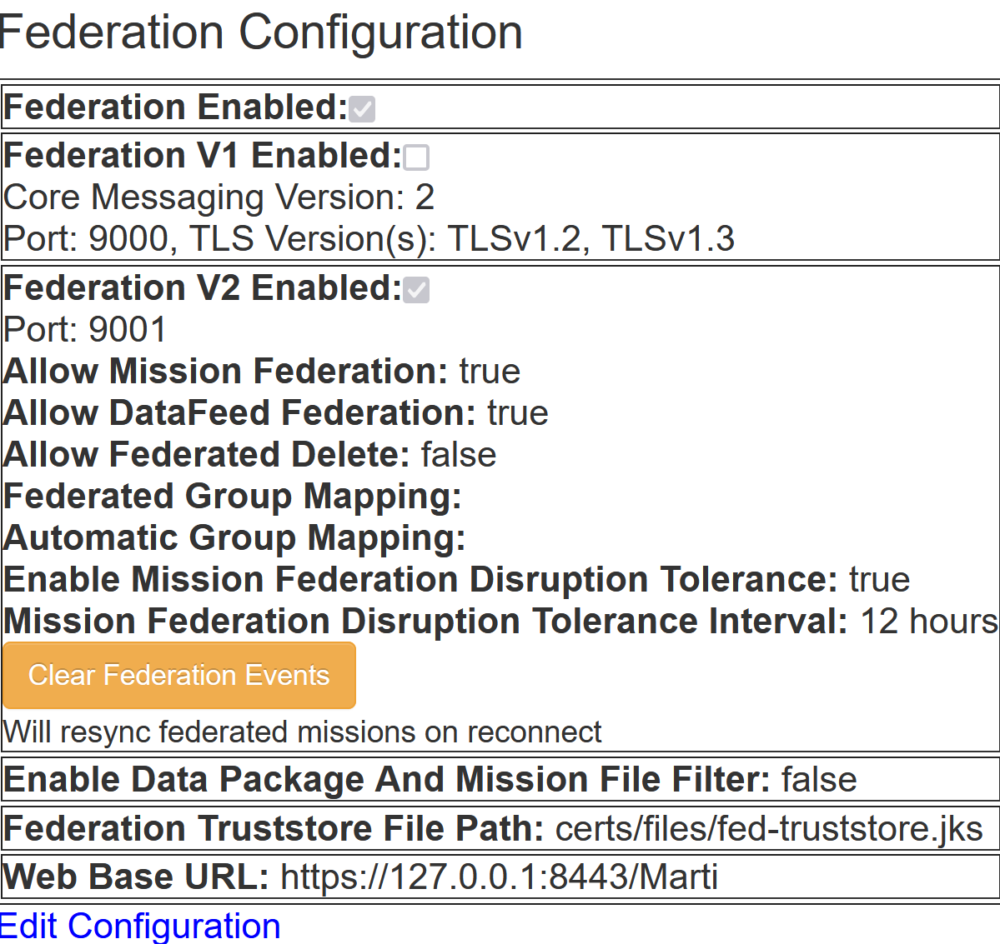 Federation Configuration
Federation Enabled:
Federation V1 Enabled:
Core Messaging Version: 2
Port: 9000, TLS Version(s): TLSv1.2, TLSv1.3
Federation V2 Enabled:
Port: 9001
Allow Mission Federation: true
Allow DataFeed Federation: true
Allow Federated Delete: false
Federated Group Mapping:
Automatic Group Mapping:
Enable Mission Federation Disruption Tolerance: true
Mission Federation Disruption Tolerance Interval: 12 hours
Clear Federation Events
Will resync federated missions on reconnect
Enable Data Package And Mission File Filter: false
Federation Truststore File Path: certs/files/fed-truststore.jks
Web Base URL: https://127.0.0.1:8443/Marti
Edit Configuration